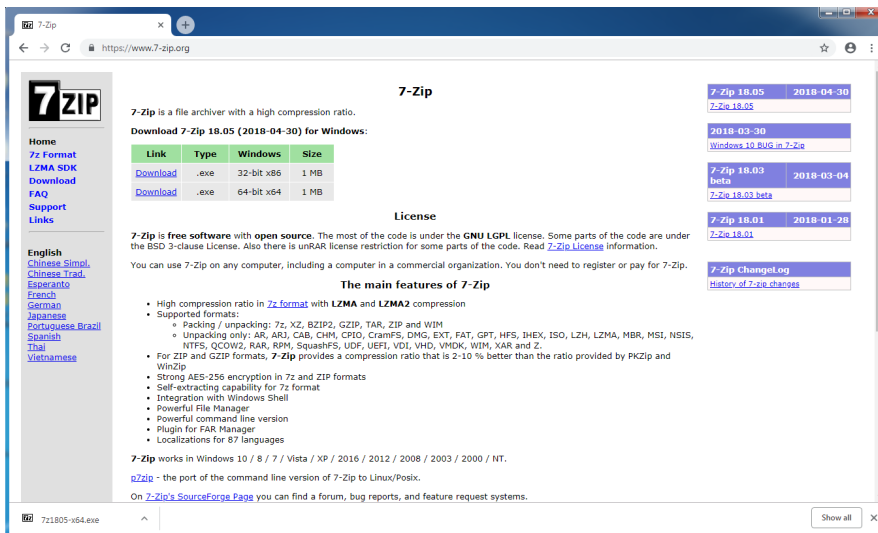 7-Zip
https://www.7-zip.org
7 ZIP
Home
7z Format
LZMA SDK
Download
FAQ
Support
Links
English
Chinese Simpl.
Chinese Trad.
Esperanto
French
German
Japanese
Portuguese Brazil
Spanish
Thai
Vietnamese
7-Zip
7-Zip is a file archiver with a high compression ratio.
Download 7-Zip 18.05 (2018-04-30) for Windows:
Link Type Windows Size
Download .exe 32-bit x86 1 MB
Download .exe 64-bit x64 1 MB
License
7-Zip is free software with open source. The most of the code is under the GNU LGPL license. Some parts of the code are under
the BSD 3-clause License. Also there is unRAR license restriction for some parts of the code. Read 7-Zip License information.
You can use 7-Zip on any computer, including a computer in a commercial organization. You don't need to register or pay for 7-Zip.
The main features of 7-Zip
High compression ratio in 7z format with LZMA and LZMA2 compression
Supported formats:
Packing / unpacking: 7z, XZ, BZIP2, GZIP, TAR, ZIP and WIM
Unpacking only: AR, ARJ, CAB, CHM, CPIO, CramFS, DMG, EXT, FAT, GPT, HFS, IHEX, ISO, LZH, LZMA, MBR, MSI, NSIS,
NTFS, QCOW2, RAR, RPM, SquashFS, UDF, UEFI, VDI, VHD, VMDK, WIM, XAR and Z.
For ZIP and GZIP formats, 7-Zip provides a compression ratio that is 2-10 % better than the ratio provided by PKZip and
WinZip
Strong AES-256 encryption in 7z and ZIP formats
Self-extracting capability for 7z format
Integration with Windows Shell
Powerful File Manager
Powerful command line version
Plugin for FAR Manager
Localizations for 87 languages
7-Zip works in Windows 10 / 8 / 7 / Vista / XP / 2016 / 2012 / 2008 / 2003 / 2000 / NT.
p7zip - the port of the command line version of 7-Zip to Linux/Posix.
On 7-Zip's SourceForge Page you can find a forum, bug reports, and feature request systems.
7-Zip 18.05 2018-04-30
7-Zip 18.05
2018-03-30
Windows 10 BUG in 7-Zip
7-Zip 18.03
beta 2018-03-04
7-Zip 18.03 beta
7-Zip 18.01 2018-01-28
7-Zip 18.01
7-Zip ChangeLog
History of 7-zip changes
7z1805-x64.exe
Show all